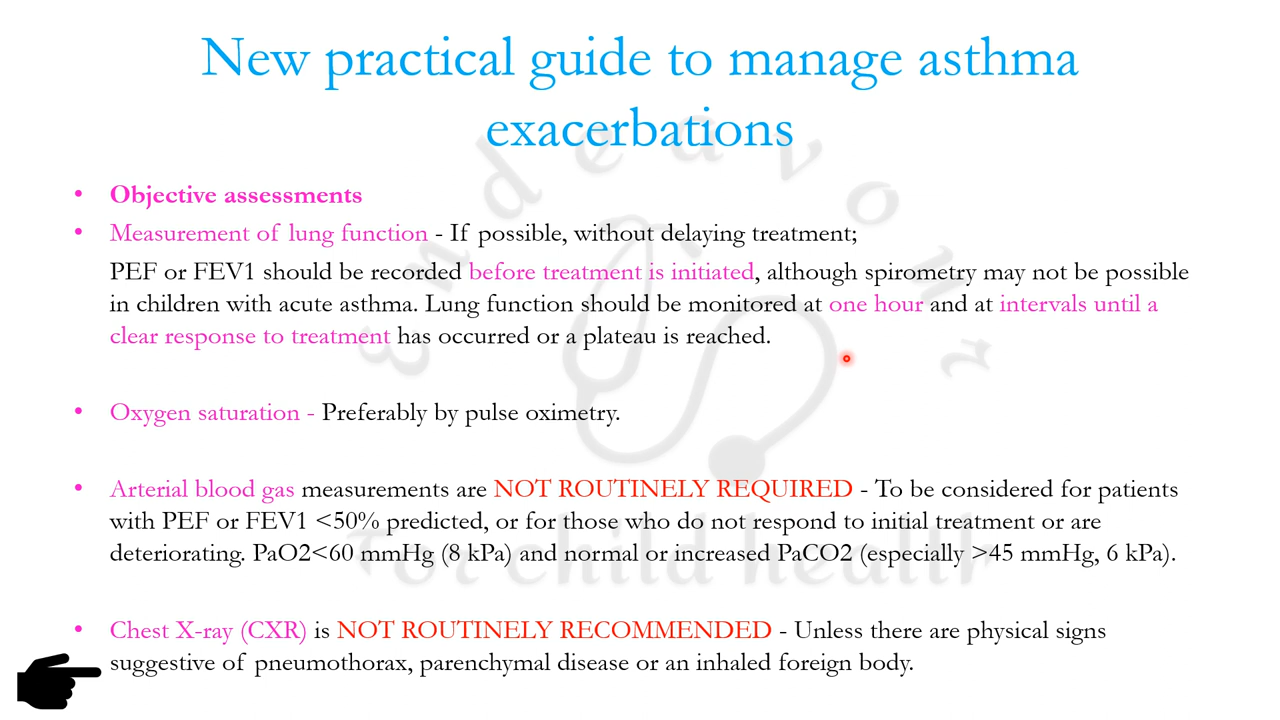 New practical guide to manage asthma
exacerbations
• Objective assessments
• Measurement of lung function - If possible, without delaying treatment;
PEF or FEV1 should be recorded before treatment is initiated, although spirometry may not be possible
in children with acute asthma. Lung function should be monitored at one hour and at intervals until a
clear response to treatment has occurred or a plateau is reached.
• Oxygen saturation - Preferably by pulse oximetry.
• Arterial blood gas measurements are NOT ROUTINELY REQUIRED - To be considered for patients
with PEF or FEV1 <50% predicted, or for those who do not respond to initial treatment or are
deteriorating. PaO2<60 mmHg (8 kPa) and normal or increased PaCO2 (especially >45 mmHg, 6 kPa).
• Chest X-ray (CXR) is NOT ROUTINELY RECOMMENDED - Unless there are physical signs
suggestive of pneumothorax, parenchymal disease or an inhaled foreign body.
Endeavour
for child health